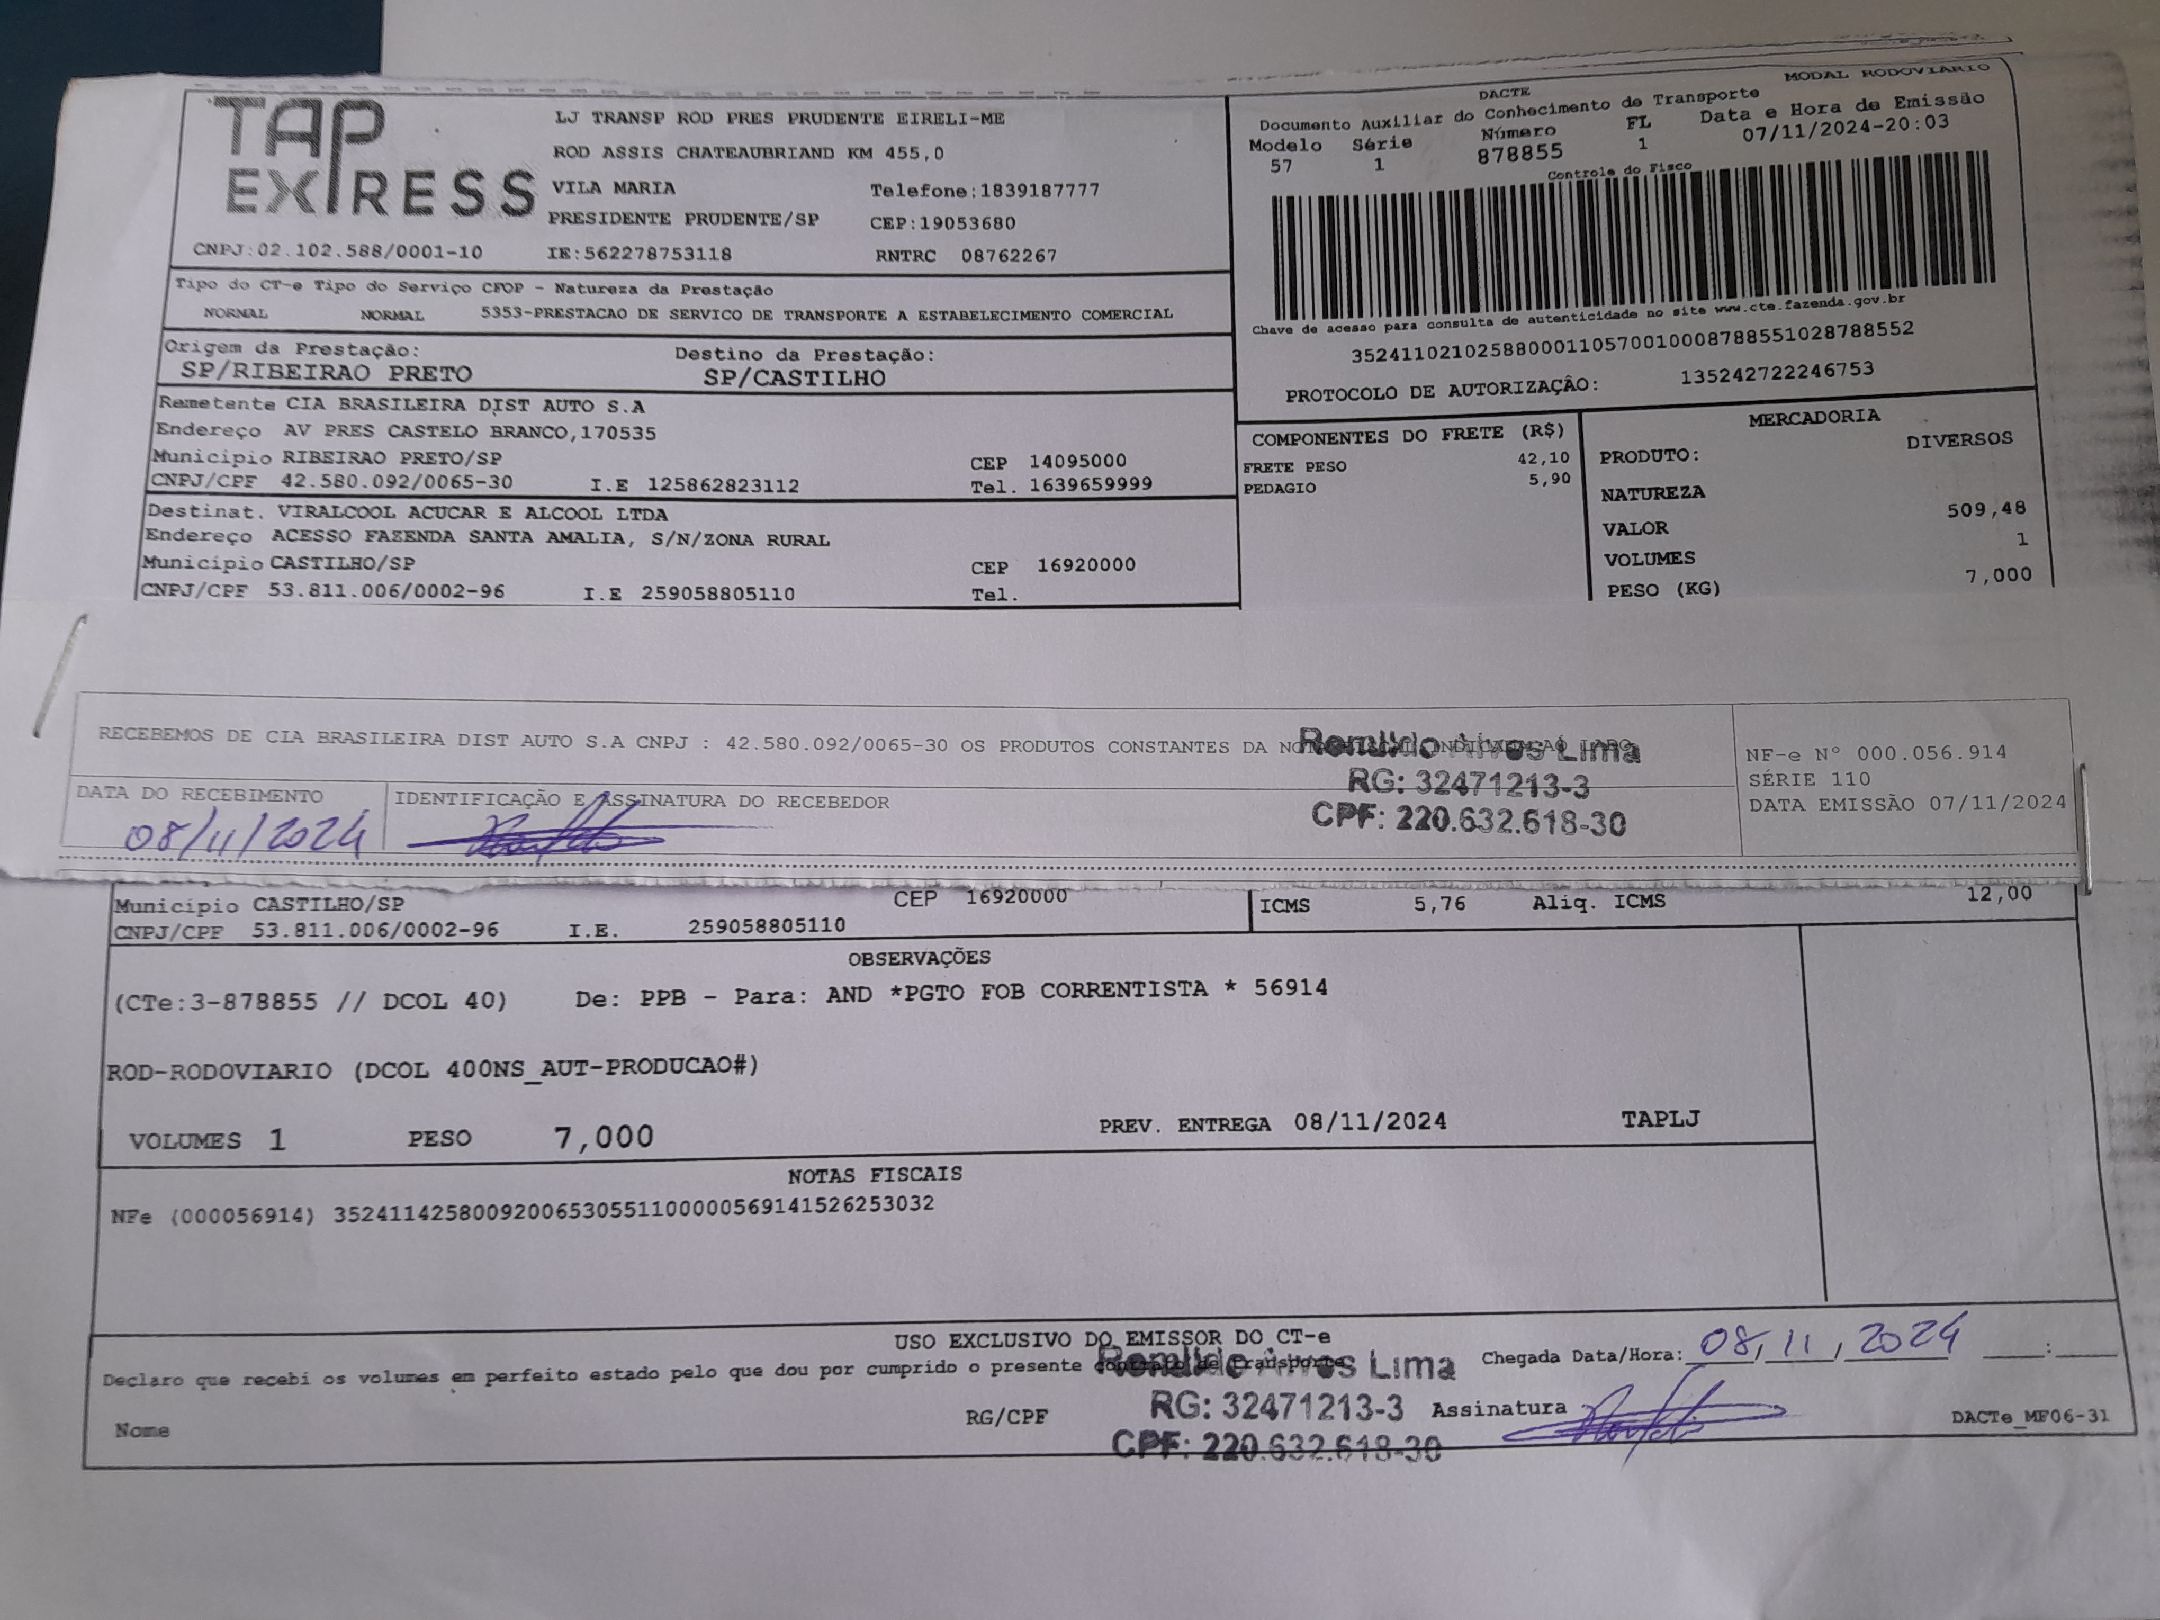 TAP EXPRESS
LJ TRANSP ROD PRES PRUDENTE EIRELI-ME
ROD ASSIS CHATEAUBRIAND KM 455,0
VILA MARIA Telefone:1839187777
PRESIDENTE PRUDENTE/SP CEP:19053680
CNPJ:02.102.588/0001-10 IE:562278753118 RNTRC 08762267
Tipo do CT-e Tipo do Serviço CFOP - Natureza da Prestação
NORMAL NORMAL 5353-PRESTACAO DE SERVICO DE TRANSPORTE A ESTABELECIMENTO COMERCIAL
Origem da Prestação: Destino da Prestação:
SP/RIBEIRAO PRETO SP/CASTILHO
Remetente CIA BRASILEIRA DIST AUTO S.A
Endereço AV PRES CASTELO BRANCO,170535
Município RIBEIRAO PRETO/SP CEP 14095000
CNPJ/CPF 42.580.092/0065-30 I.E 125862823112 Tel. 1639659999
Destinat. VIRALCOOL ACUCAR E ALCOOL LTDA
Endereço ACESSO FAZENDA SANTA AMALIA, S/N/ZONA RURAL
Município CASTILHO/SP CEP 16920000
CNPJ/CPF 53.811.006/0002-96 I.E 259058805110 Tel.
DACTE MODAL RODOVIARIO
Documento Auxiliar do Conhecimento de Transporte
Modelo Série Número FL Data e Hora de Emissão
57 1 878855 1 07/11/2024-20:03
Controle do Fisco
Chave de acesso para consulta de autenticidade no site www.cte.fazenda.gov.br
35241102102588000110570010008788551028788552
PROTOCOLO DE AUTORIZAÇÃO: 135242722246753
COMPONENTES DO FRETE (R$)
FRETE PESO 42,10
PEDAGIO 5,90
MERCADORIA
PRODUTO: DIVERSOS
NATUREZA
VALOR 509,48
VOLUMES 1
PESO (KG) 7,000
RECEBEMOS DE CIA BRASILEIRA DIST AUTO S.A CNPJ : 42.580.092/0065-30 OS PRODUTOS CONSTANTES DA
Lima
RG: 32471213-3
CPF: 220.632.618-30
NF-e Nº 000.056.914
SÉRIE 110
DATA EMISSÃO 07/11/2024
DATA DO RECEBIMENTO IDENTIFICAÇÃO E ASSINATURA DO RECEBEDOR
08/11/2024
Município CASTILHO/SP CEP 16920000
CNPJ/CPF 53.811.006/0002-96 I.E. 259058805110
ICMS 5,76 Aliq. ICMS 12,00
OBSERVAÇÕES
(CTe:3-878855 // DCOL 40) De: PPB - Para: AND *PGTO FOB CORRENTISTA * 56914
ROD-RODOVIARIO (DCOL 400NS_AUT-PRODUCAO#)
VOLUMES 1 PESO 7,000 PREV. ENTREGA 08/11/2024 TAPLJ
NOTAS FISCAIS
NFe (000056914) 35241142580092006530551100000569141526253032
USO EXCLUSIVO DO EMISSOR DO CT-e
Declaro que recebi os volumes em perfeito estado pelo que dou por cumprido o presente contrato de Transporte
Lima
RG: 32471213-3
CPF: 220.632.618-30
Chegada Data/Hora: 08/11/2024 :
Nome RG/CPF Assinatura
DACTe_MF06-31